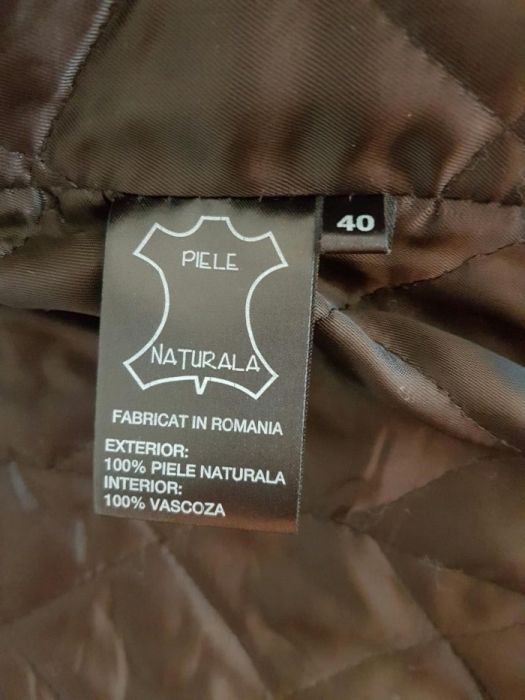 40
PIELE
NATURALA
FABRICAT IN ROMANIA
EXTERIOR:
100% PIELE NATURALA
INTERIOR:
100% VASCOZA